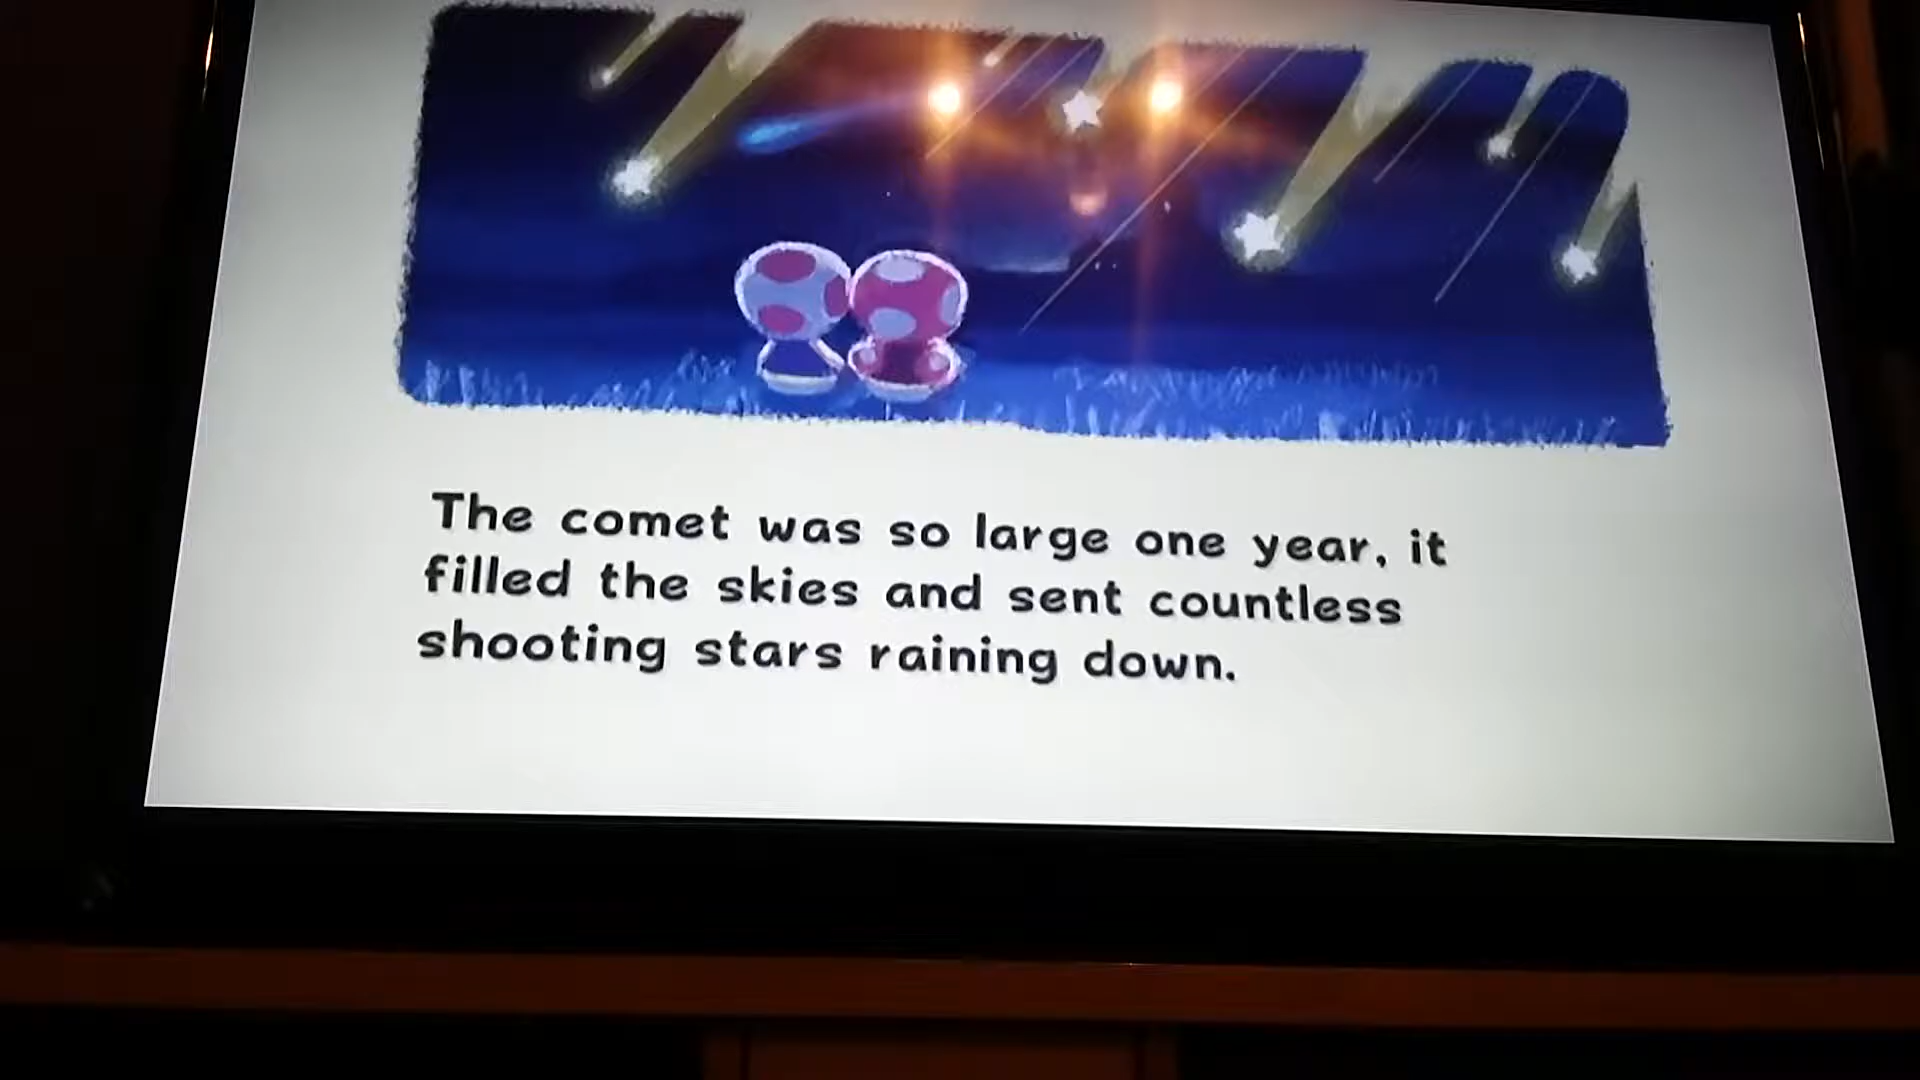 The comet was so large one year, it
filled the skies and sent countless
shooting stars raining down.